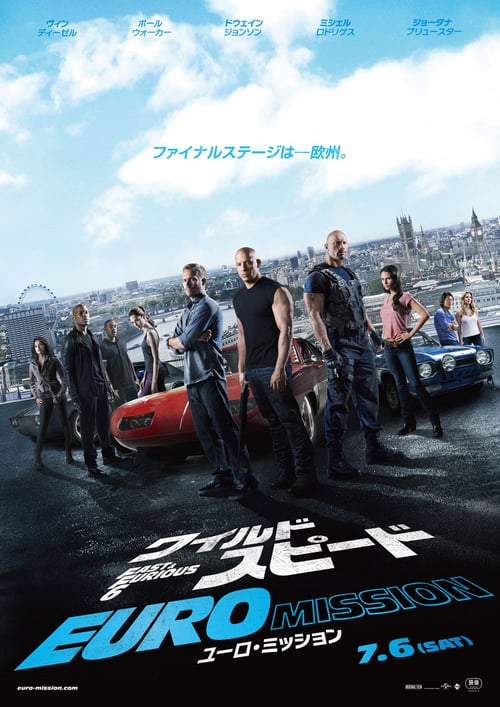 ヴィン
ディーゼル
ポール
ウォーカー
ドウェイン
ジョンソン
ミシェル
ロドリゲス
ジョーダナ
ブリュースター
ファイナルステージは—欧州。
ワイルド
スピード
FAST &
FURIOUS
6
EURO MISSION
ユーロ・ミッション
7.6(SAT)
euro-mission.com